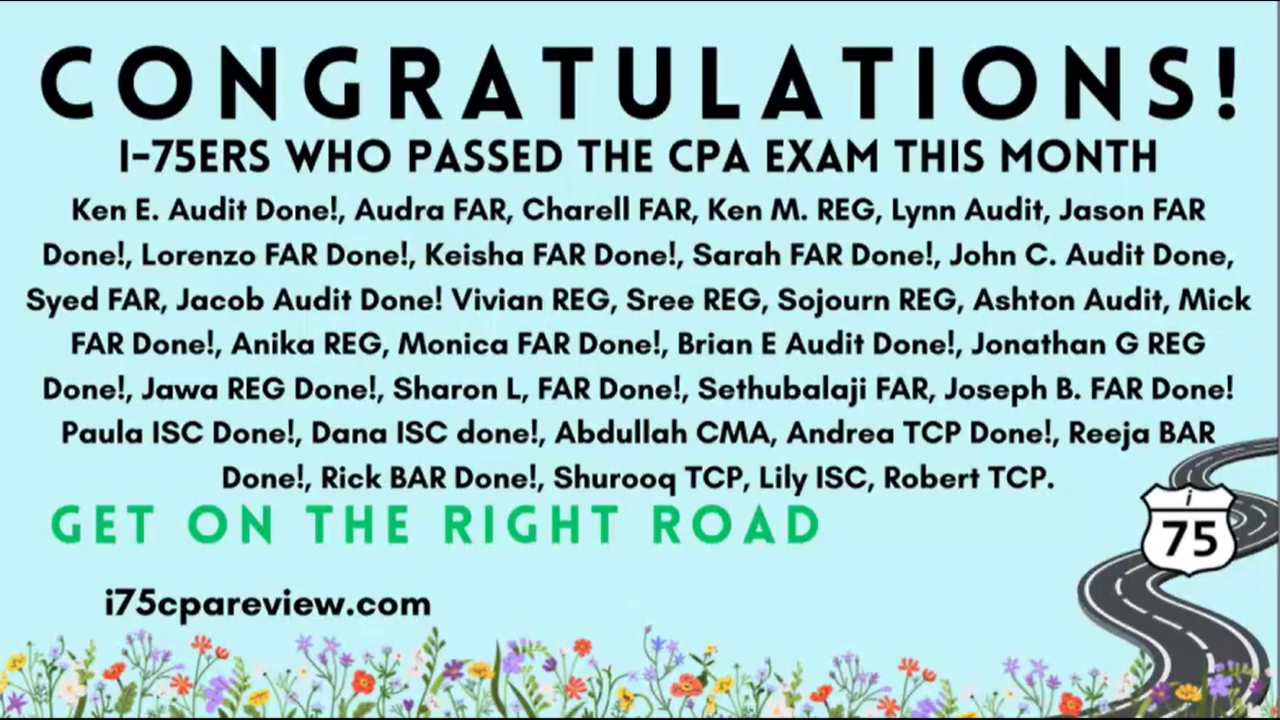 CONGRATULATIONS!
I-75ERS WHO PASSED THE CPA EXAM THIS MONTH
Ken E. Audit Done!, Audra FAR, Charell FAR, Ken M. REG, Lynn Audit, Jason FAR
Done!, Lorenzo FAR Done!, Keisha FAR Done!, Sarah FAR Done!, John C. Audit Done,
Syed FAR, Jacob Audit Done! Vivian REG, Sree REG, Sojourn REG, Ashton Audit, Mick
FAR Done!, Anika REG, Monica FAR Done!, Brian E Audit Done!, Jonathan G REG
Done!, Jawa REG Done!, Sharon L, FAR Done!, Sethubalaji FAR, Joseph B. FAR Done!
Paula ISC Done!, Dana ISC done!, Abdullah CMA, Andrea TCP Done!, Reeja BAR
Done!, Rick BAR Done!, Shurooq TCP, Lily ISC, Robert TCP.
GET ON THE RIGHT ROAD
i
75
i75cpareview.com